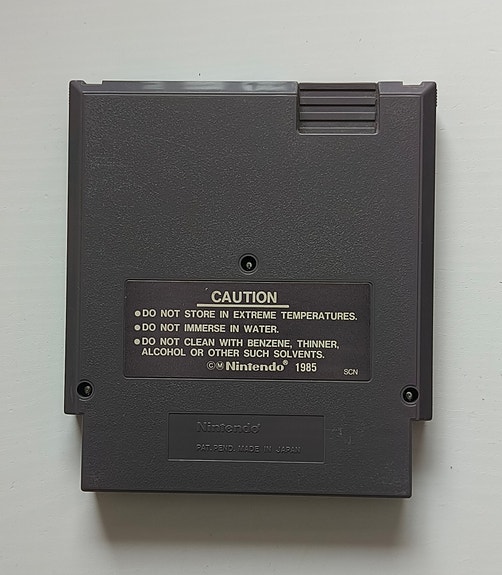 CAUTION
●DO NOT STORE IN EXTREME TEMPERATURES.
●DO NOT IMMERSE IN WATER.
●DO NOT CLEAN WITH BENZENE, THINNER,
ALCOHOL OR OTHER SUCH SOLVENTS.
©Ⓜ Nintendo® 1985 SCN
Nintendo®
PAT. PEND. MADE IN JAPAN